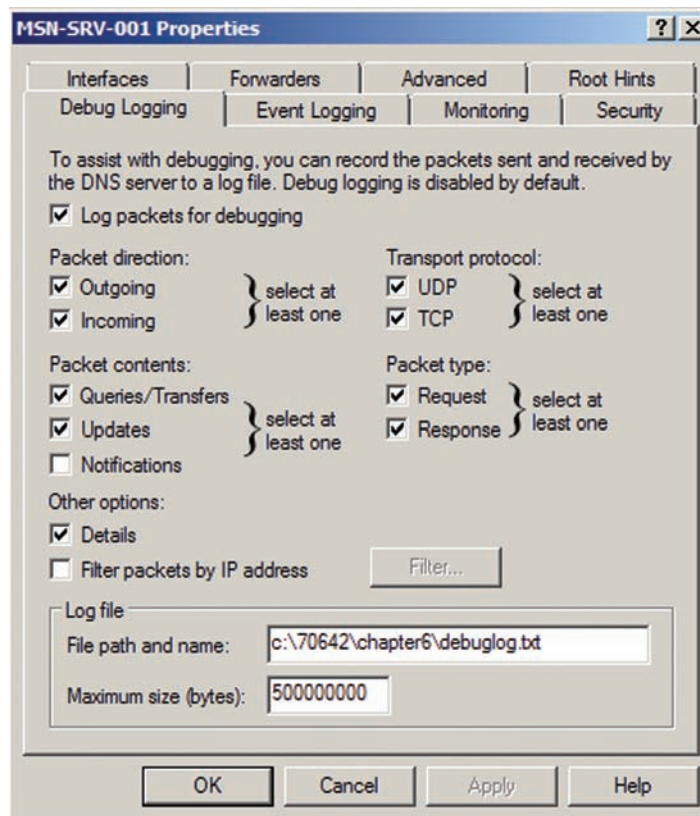 MSN-SRV-001 Properties
Interfaces Forwarders Advanced Root Hints
Debug Logging Event Logging Monitoring Security
To assist with debugging, you can record the packets sent and received by
the DNS server to a log file. Debug logging is disabled by default.
Log packets for debugging
Packet direction:
Outgoing
Incoming
select at
least one
Transport protocol:
UDP
TCP
select at
least one
Packet contents:
Queries/Transfers
Updates
Notifications
select at
least one
Packet type:
Request
Response
select at
least one
Other options:
Details
Filter packets by IP address
Filter...
Log file
File path and name: c:\70642\chapter6\debuglog.txt
Maximum size (bytes): 500000000
OK Cancel Apply Help